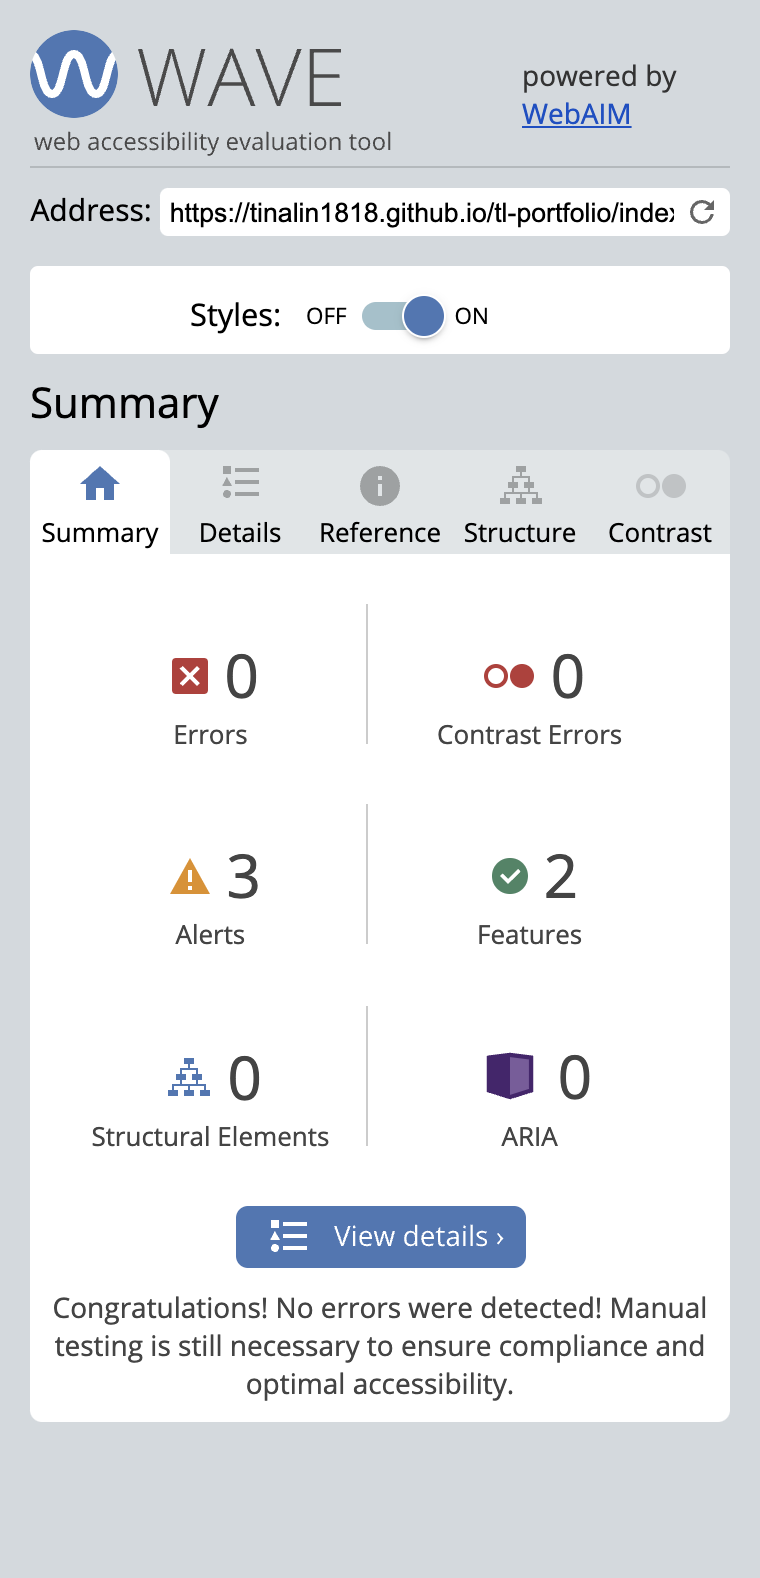 WAVE
powered by
WebAIM
web accessibility evaluation tool
Address: https://tinalin1818.github.io/tl-portfolio/index
Styles: OFF ON
Summary
Summary Details Reference Structure Contrast
0 0
Errors Contrast Errors
3 2
Alerts Features
0 0
Structural Elements ARIA
View details ›
Congratulations! No errors were detected! Manual
testing is still necessary to ensure compliance and
optimal accessibility.